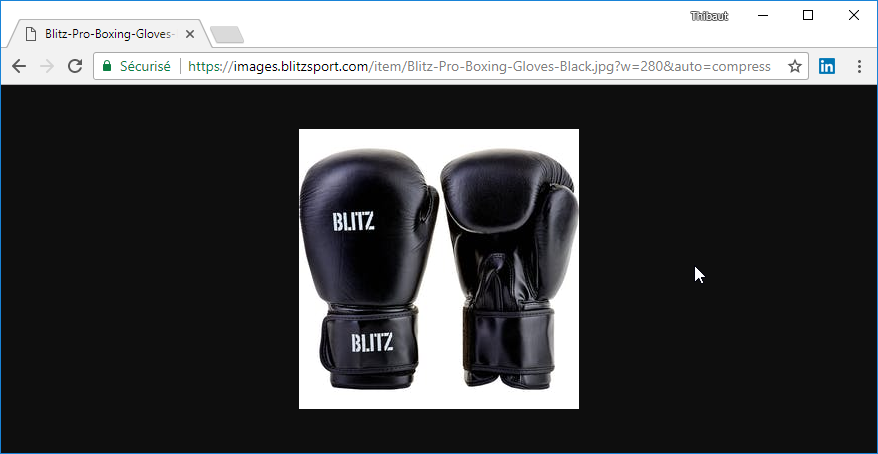 Thibaut
Blitz-Pro-Boxing-Gloves-
Sécurisé https://images.blitzsport.com/item/Blitz-Pro-Boxing-Gloves-Black.jpg?w=280&auto=compress
in
BLITZ
BLITZ